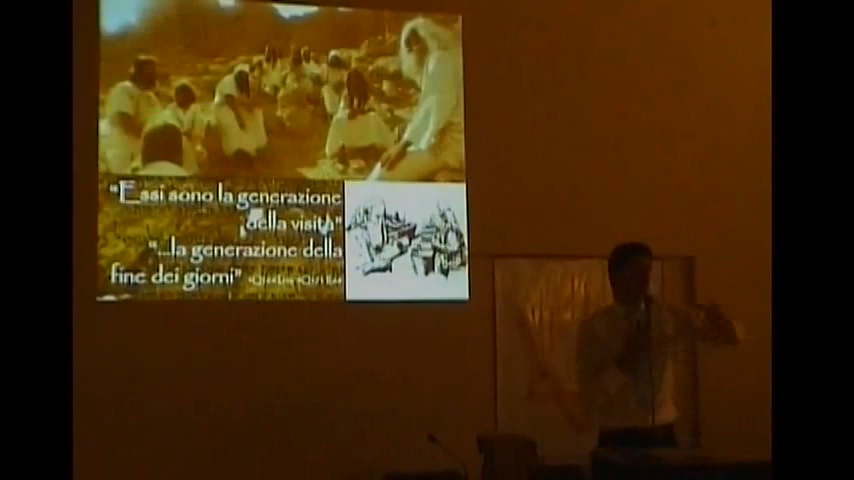 "Essi sono la generazione
della visita"
"...la generazione della
fine dei giorni"